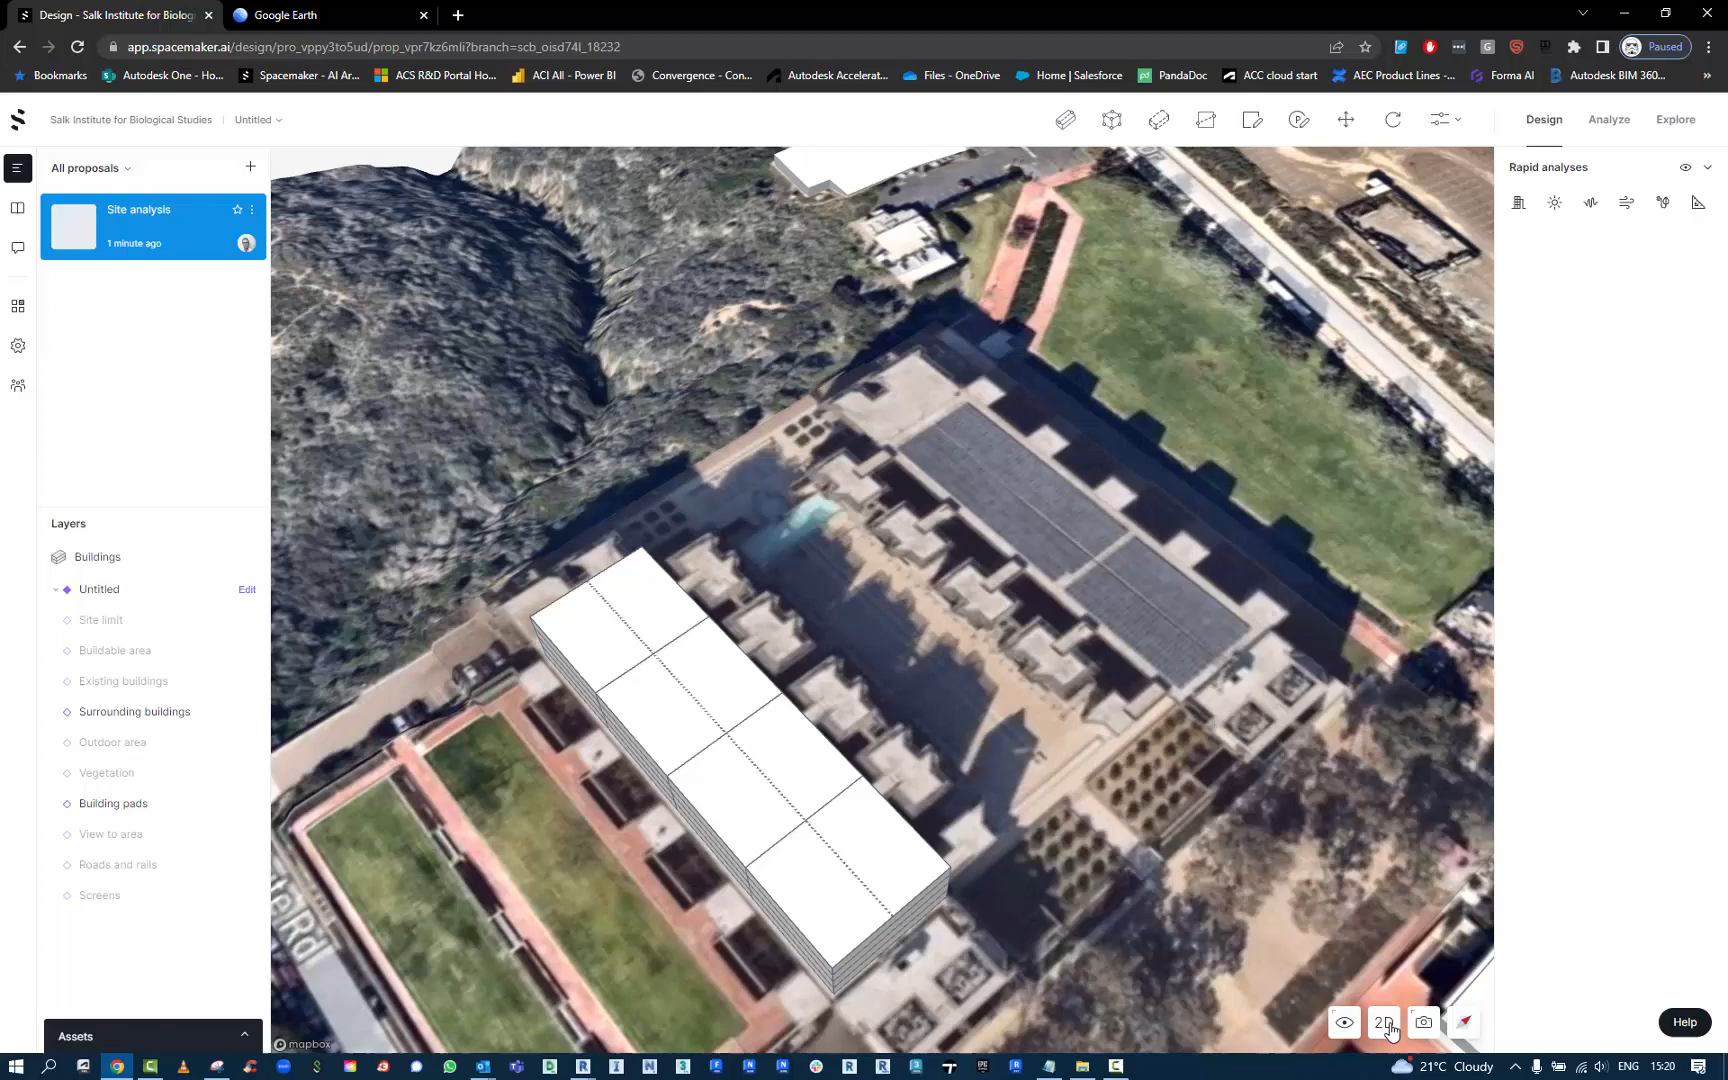 Design - Salk Institute for Biolog
Google Earth
app.spacemaker.ai/design/pro_vppy3to5ud/prop_vpr7kz6mli?branch=scb_oisd74l_18232
Paused
Bookmarks
Autodesk One - Ho...
Spacemaker - AI Ar...
ACS R&D Portal Ho...
ACI All - Power BI
Convergence - Con...
Autodesk Accelerat...
Files - OneDrive
Home | Salesforce
PandaDoc
ACC cloud start
AEC Product Lines -...
Forma AI
Autodesk BIM 360...
Salk Institute for Biological Studies
Untitled
Design
Analyze
Explore
All proposals
Rapid analyses
Site analysis
1 minute ago
Layers
Buildings
Untitled
Edit
Site limit
Buildable area
Existing buildings
Surrounding buildings
Outdoor area
Vegetation
Building pads
View to area
Roads and rails
Screens
Assets
mapbox
2D
Help
21°C Cloudy
ENG
15:20